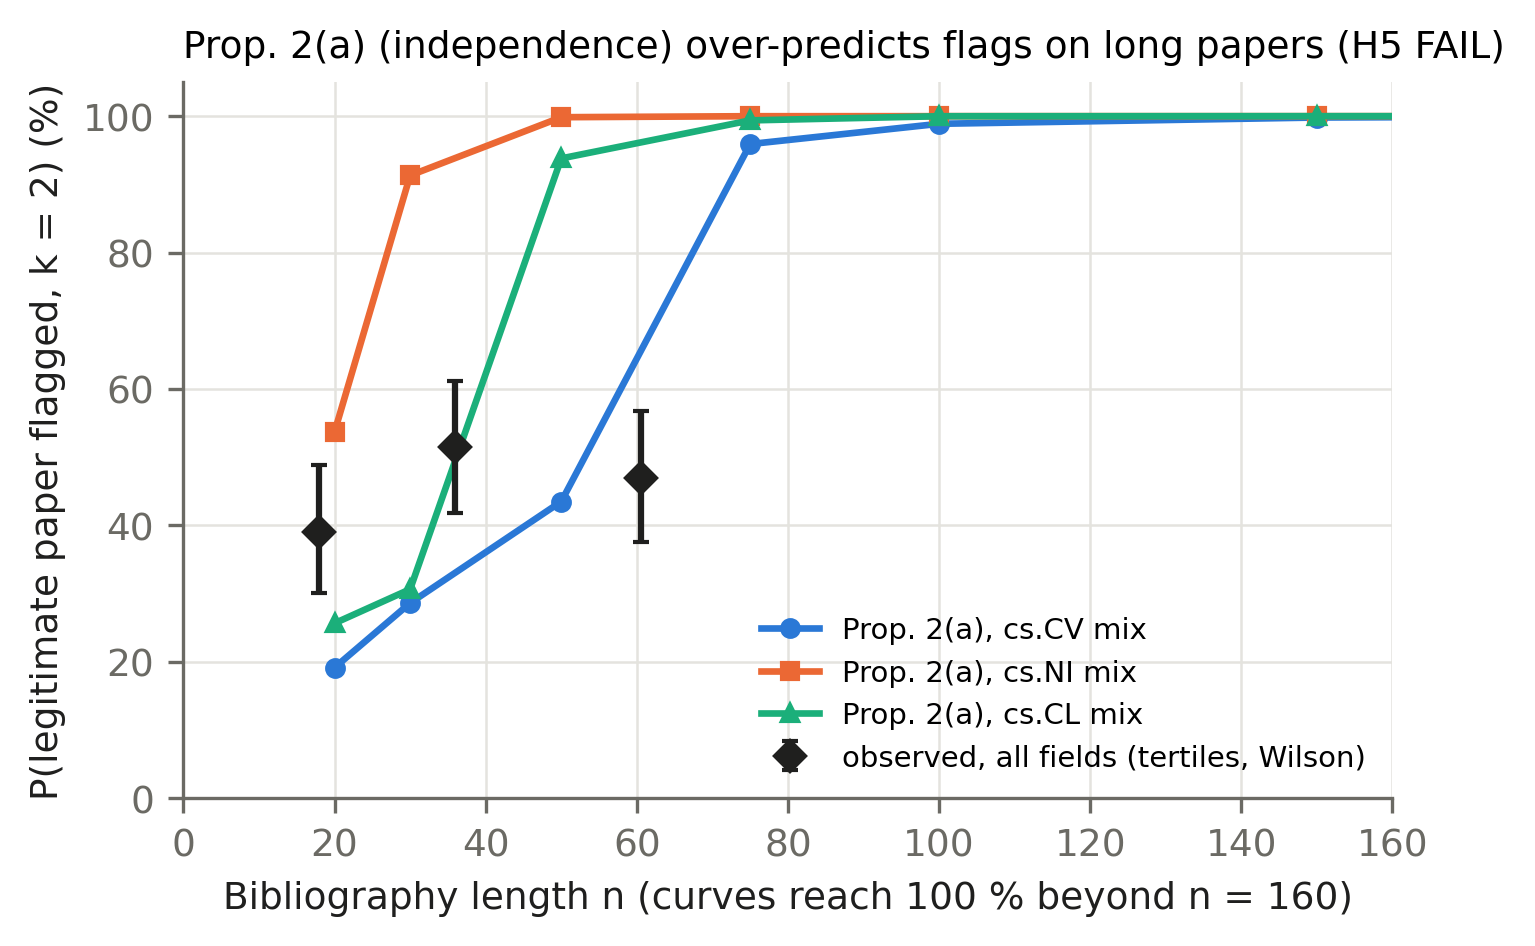 Prop. 2(a) (independence) over-predicts flags on long papers (H5 FAIL)
P(legitimate paper flagged, k = 2) (%)
100
80
60
40
20
0
Prop. 2(a), cs.CV mix
Prop. 2(a), cs.NI mix
Prop. 2(a), cs.CL mix
observed, all fields (tertiles, Wilson)
0 20 40 60 80 100 120 140 160
Bibliography length n (curves reach 100 % beyond n = 160)